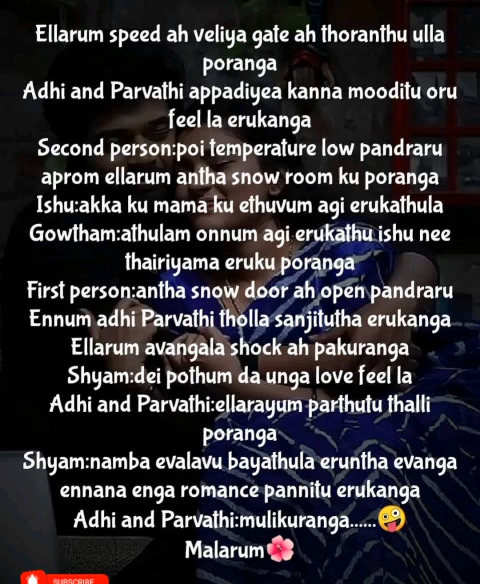 Ellarum speed ah veliya gate ah thoranthu ulla
poranga
Adhi and Parvathi appadiyea kanna mooditu oru
feel la erukanga
Second person:poi temperature low pandraru
aprom ellarum antha snow room ku poranga
Ishu:akka ku mama ku ethuvum agi erukathula
Gowtham:athulam onnum agi erukathu ishu nee
thairiyama eruku poranga
First person:antha snow door ah open pandraru
Ennum adhi Parvathi tholla sanjitutha erukanga
Ellarum avangala shock ah pakuranga
Shyam:dei pothum da unga love feel la
Adhi and Parvathi:ellarayum parthutu thalli
poranga
Shyam:namba evalavu bayathula eruntha evanga
ennana enga romance pannitu erukanga
Adhi and Parvathi:mulikuranga......🤪
Malarum🌺
SUBSCRIBE